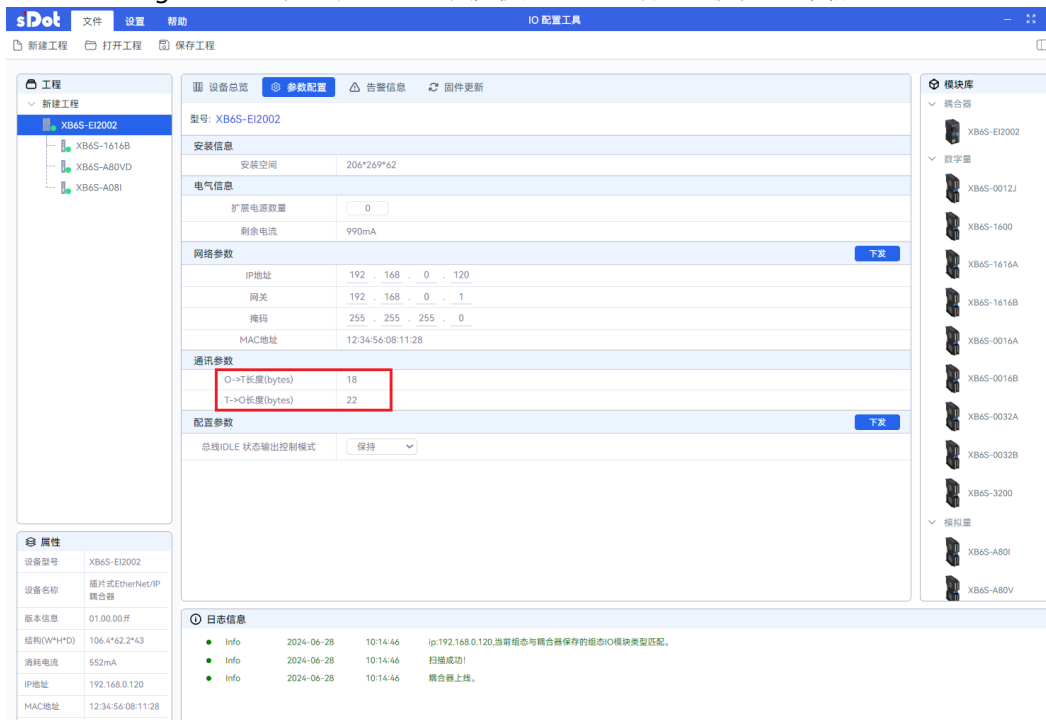 sDot 文件 设置 帮助 IO 配置工具
新建工程 打开工程 保存工程
工程
新建工程
XB6S-EI2002
XB6S-1616B
XB6S-A80VD
XB6S-A08I
设备总览 参数配置 告警信息 固件更新
型号: XB6S-EI2002
安装信息
安装空间 206*269*62
电气信息
扩展电源数量 0
剩余电流 990mA
网络参数 下发
IP地址 192 . 168 . 0 . 120
网关 192 . 168 . 0 . 1
掩码 255 . 255 . 255 . 0
MAC地址 12:34:56:08:11:28
通讯参数
O->T长度(bytes) 18
T->O长度(bytes) 22
配置参数 下发
总线IDLE 状态输出控制模式 保持
模块库
耦合器
XB6S-EI2002
数字量
XB6S-0012J
XB6S-1600
XB6S-1616A
XB6S-1616B
XB6S-0016A
XB6S-0016B
XB6S-0032A
XB6S-0032B
XB6S-3200
模拟量
XB6S-A80I
XB6S-A80V
属性
设备型号 XB6S-EI2002
设备名称 插片式EtherNet/IP
耦合器
版本信息 01.00.00.ff
结构(W*H*D) 106.4*62.2*43
消耗电流 552mA
IP地址 192.168.0.120
MAC地址 12:34:56:08:11:28
日志信息
Info 2024-06-28 10:14:46 ip:192.168.0.120,当前组态与耦合器保存的组态IO模块类型匹配。
Info 2024-06-28 10:14:46 扫描成功!
Info 2024-06-28 10:14:46 耦合器上线。